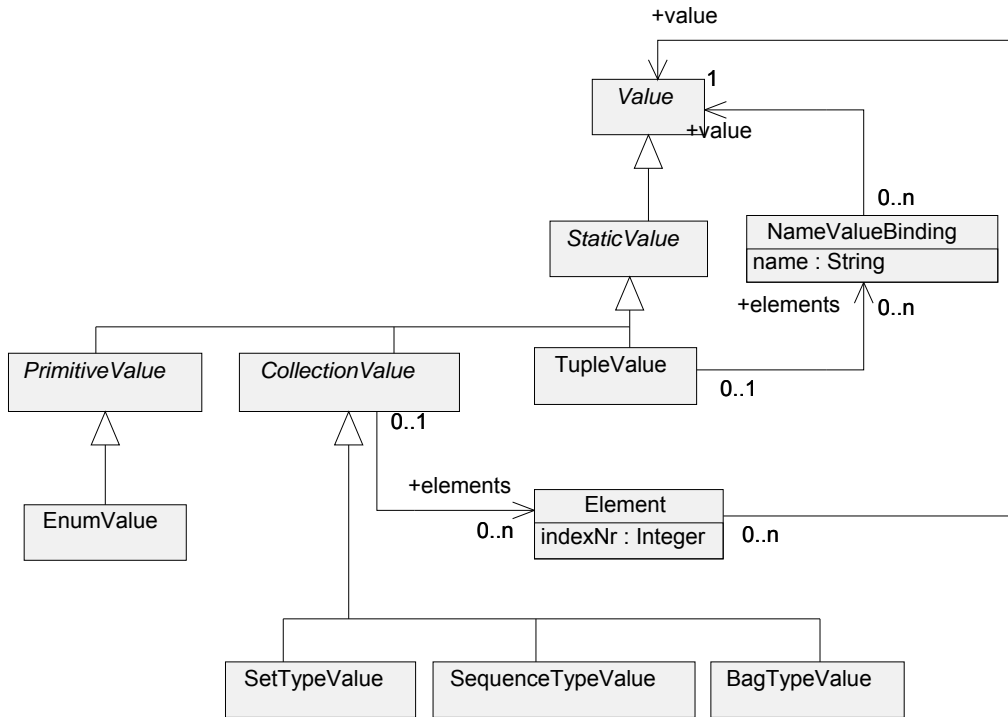 +value
Value
1
+value
0..n
StaticValue
NameValueBinding
name : String
+elements
0..n
PrimitiveValue
CollectionValue
TupleValue
0..1
0..1
+elements
EnumValue
Element
0..n
indexNr : Integer
0..n
SetTypeValue
SequenceTypeValue
BagTypeValue